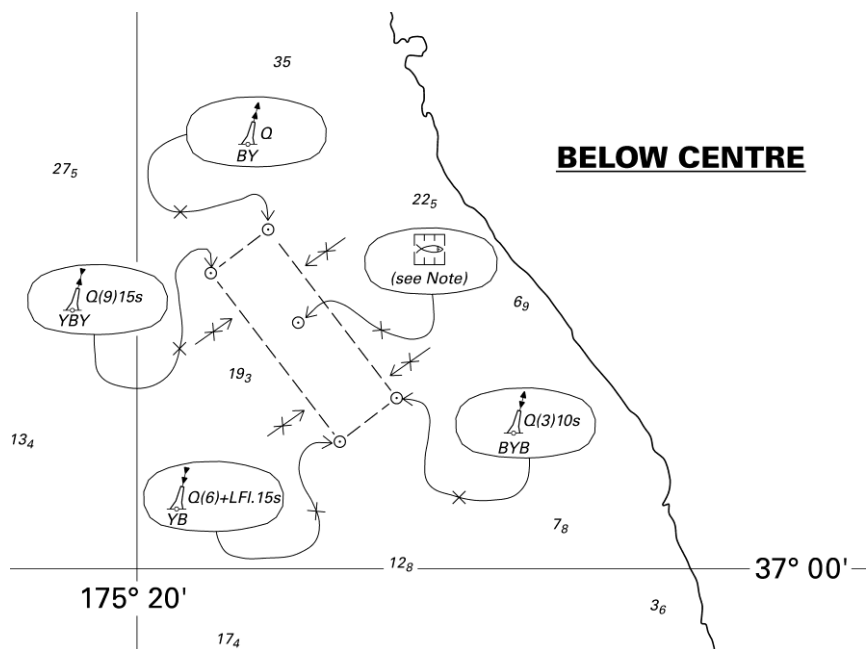 35
Q
BY
BELOW CENTRE
27₅
22₅
(see Note)
Q(9)15s
YBY
6₉
19₃
Q(3)10s
BYB
13₄
Q(6)+LFl.15s
YB
7₈
12₈
37° 00'
175° 20'
3₆
17₄